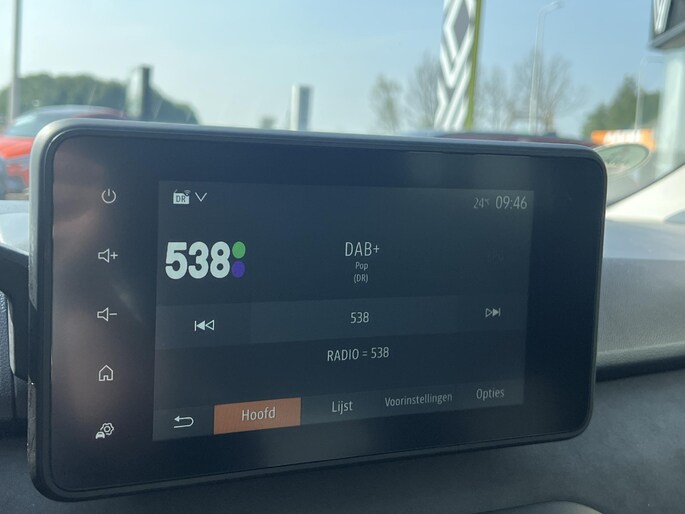 DR
24°C 09:46
538
DAB+
Pop
(DR)
538
RADIO = 538
Hoofd
Lijst
Voorinstellingen
Opties